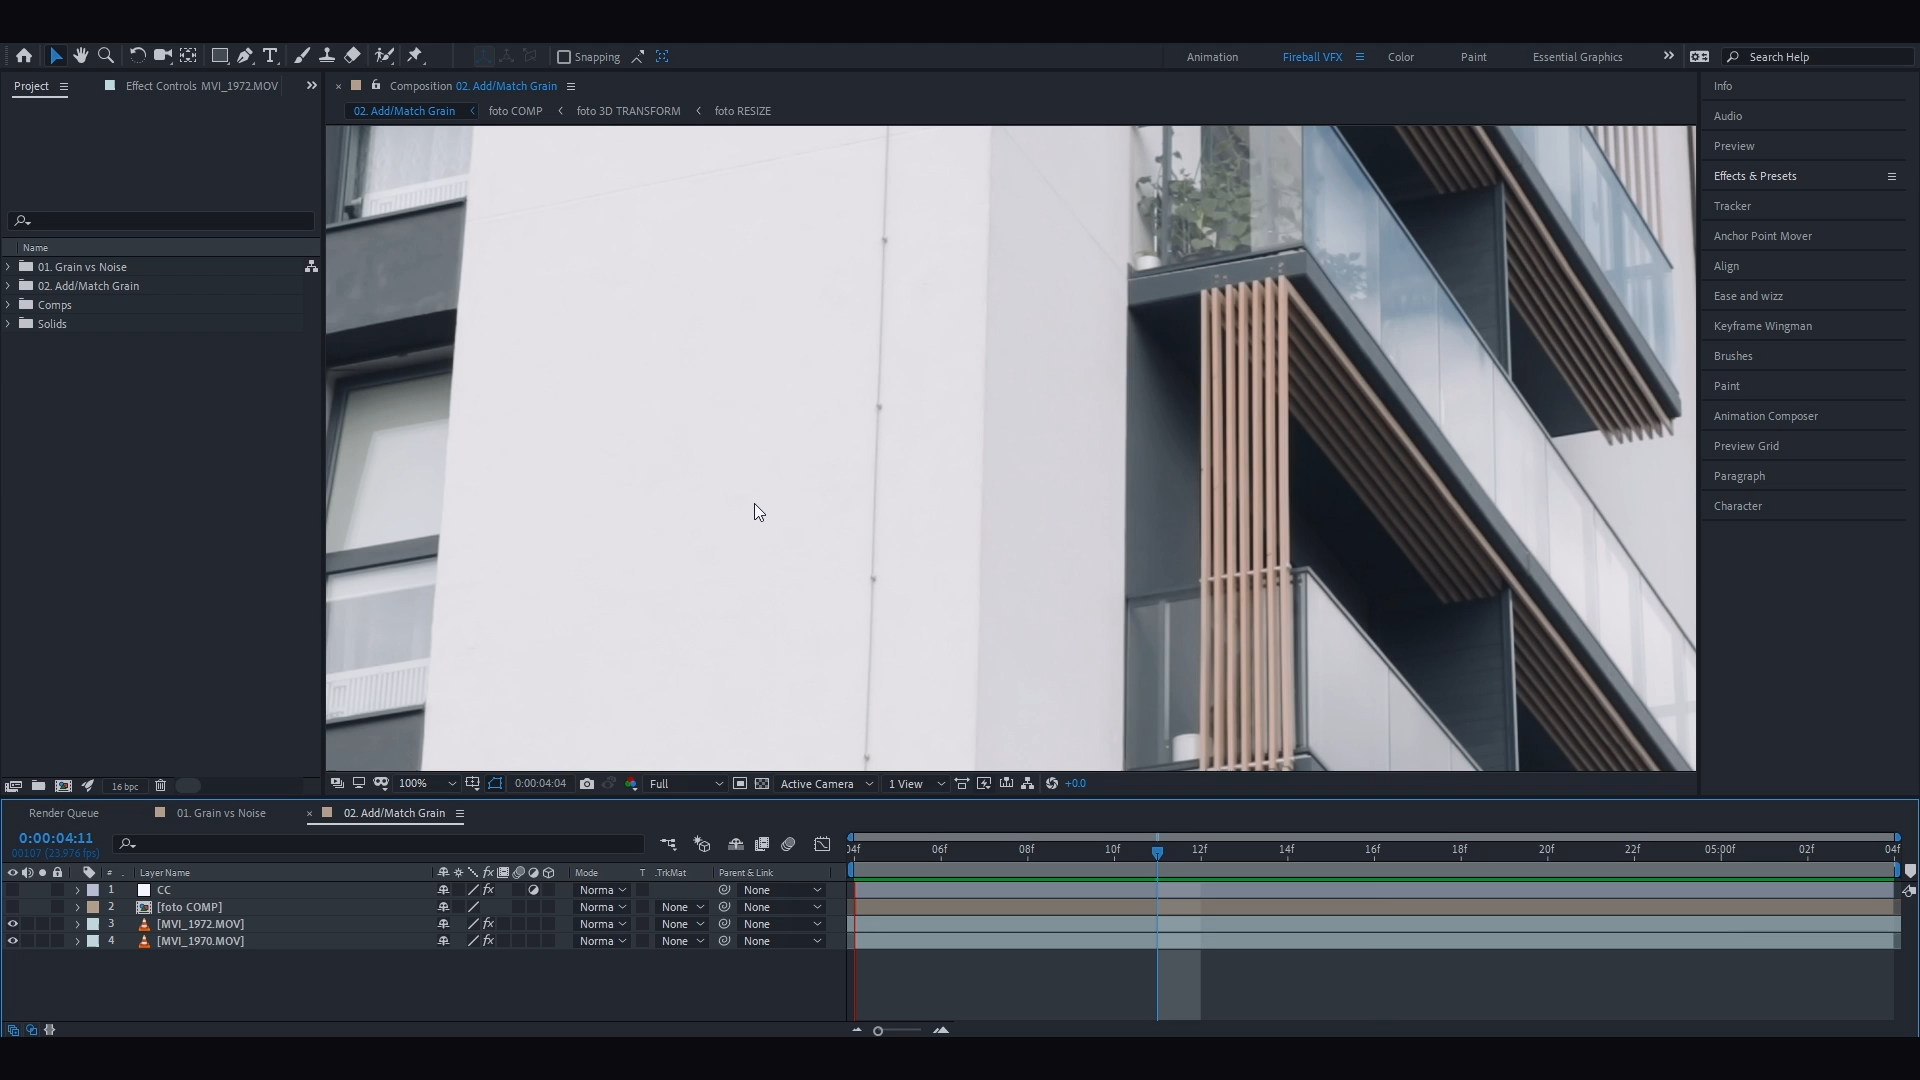 Snapping
Animation
Fireball VFX
Color
Paint
Essential Graphics
Search Help
Project
Effect Controls MVI_1972.MOV
Composition 02. Add/Match Grain
02. Add/Match Grain
foto COMP
foto 3D TRANSFORM
foto RESIZE
Name
01. Grain vs Noise
02. Add/Match Grain
Comps
Solids
16 bpc
100%
0:00:04:04
Full
Active Camera
1 View
+0.0
Info
Audio
Preview
Effects & Presets
Tracker
Anchor Point Mover
Align
Ease and wizz
Keyframe Wingman
Brushes
Paint
Animation Composer
Preview Grid
Paragraph
Character
Render Queue
01. Grain vs Noise
02. Add/Match Grain
0:00:04:11
00107 (23.976 fps)
04f 06f 08f 10f 12f 14f 16f 18f 20f 22f 05:00f 02f 04f
# . Layer Name Mode T .TrkMat Parent & Link
1 CC Norma None
2 [foto COMP] Norma None None
3 [MVI_1972.MOV] fx Norma None None
4 [MVI_1970.MOV] fx Norma None None